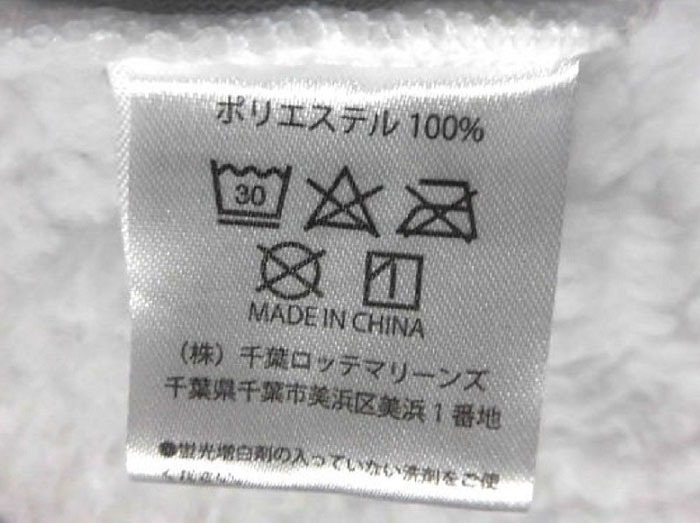 ポリエステル 100%
30
MADE IN CHINA
（株）千葉ロッテマリーンズ
千葉県千葉市美浜区美浜1番地
●蛍光増白剤の入っていない洗剤をご使